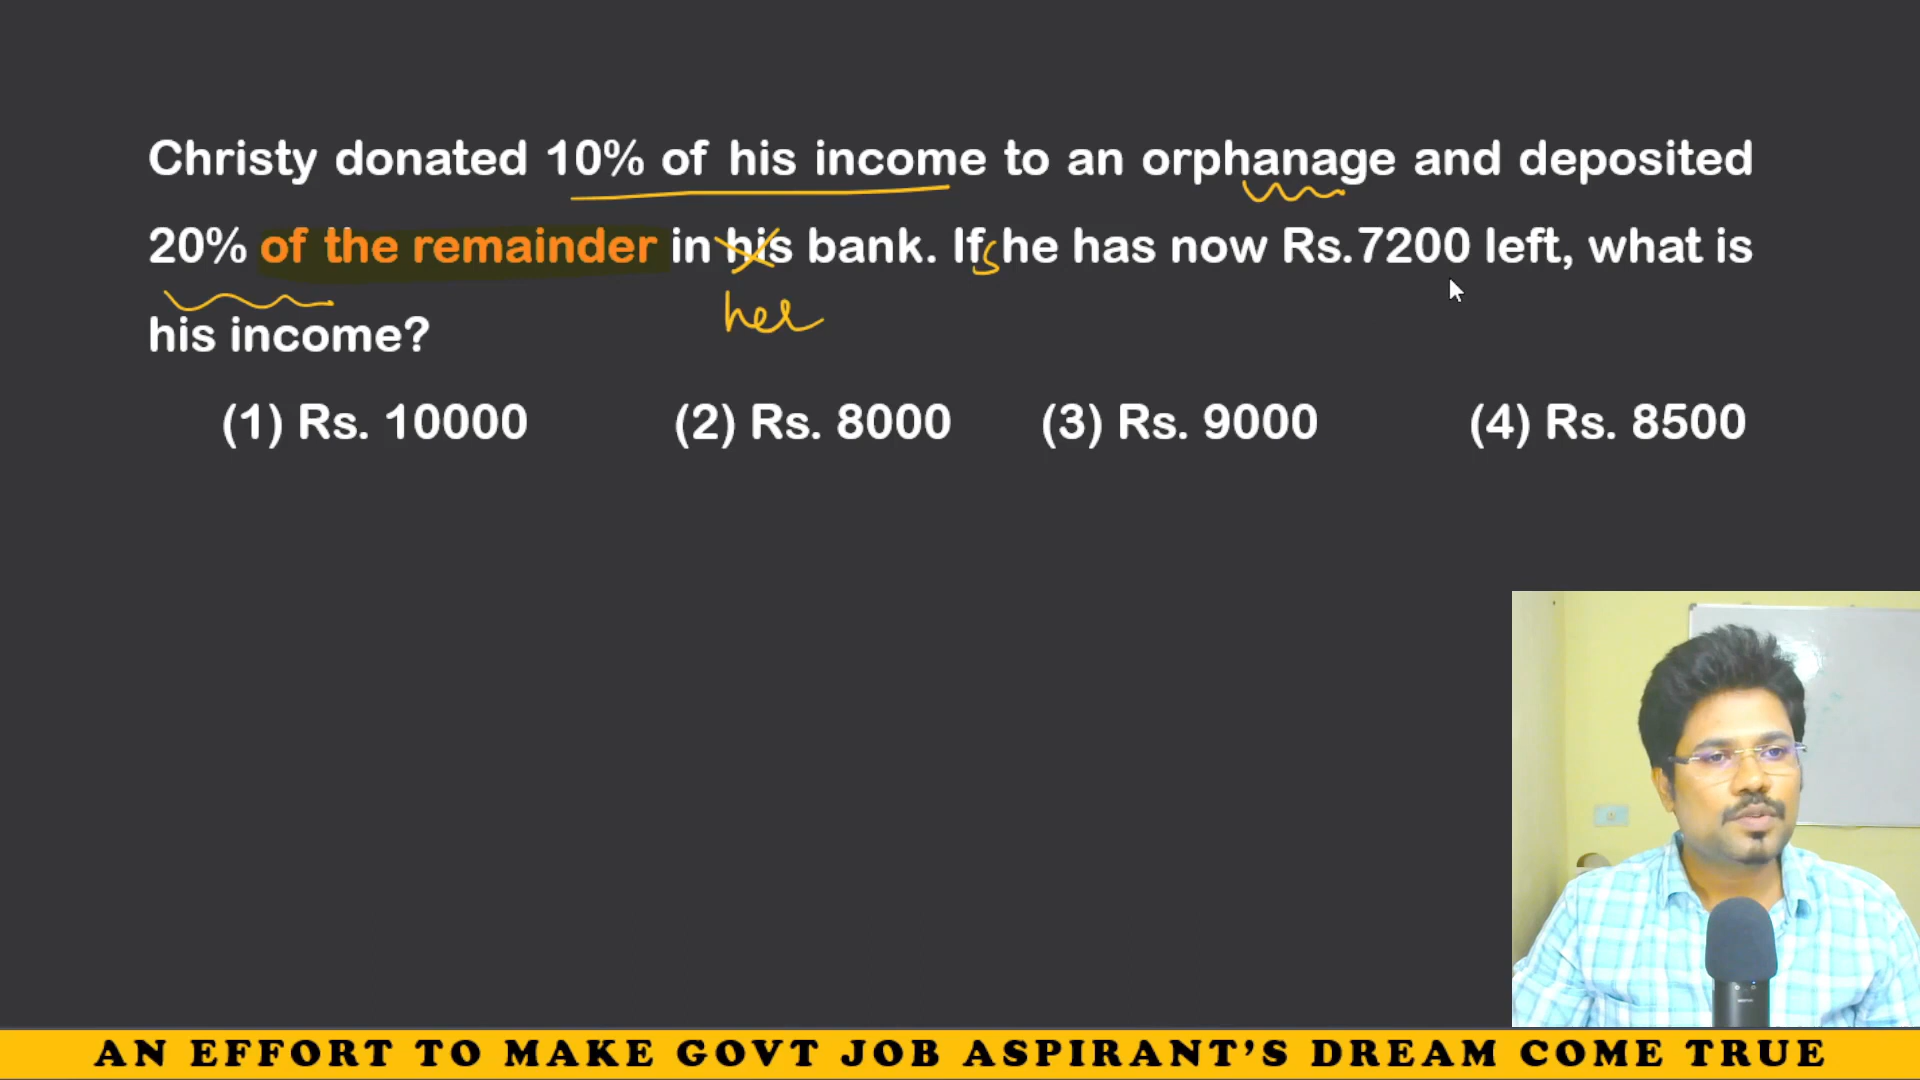 Christy donated 10% of his income to an orphanage and deposited
20% of the remainder in his bank. If she has now Rs.7200 left, what is
her
his income?
(1) Rs. 10000 (2) Rs. 8000 (3) Rs. 9000 (4) Rs. 8500
AN EFFORT TO MAKE GOVT JOB ASPIRANT'S DREAM COME TRUE